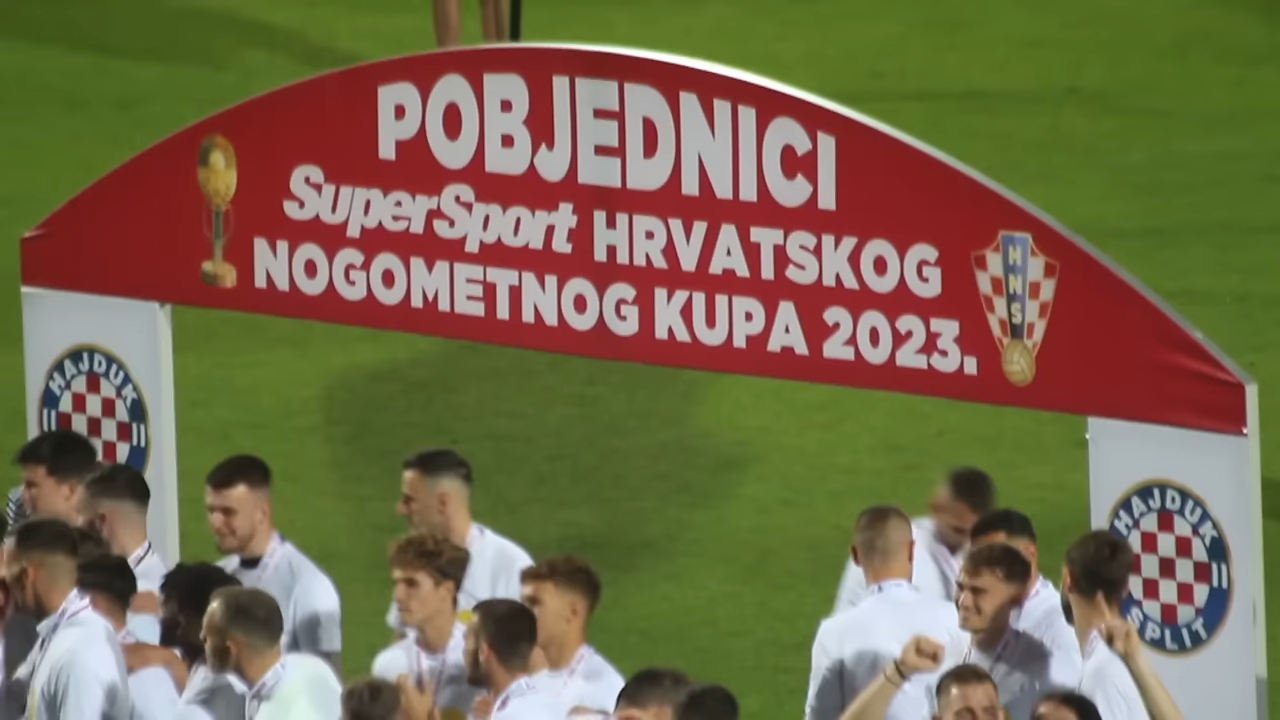 POBJEDNICI
SuperSport HRVATSKOG
NOGOMETNOG KUPA 2023.
HNS
HAJDUK
HAJDUK
SPLIT